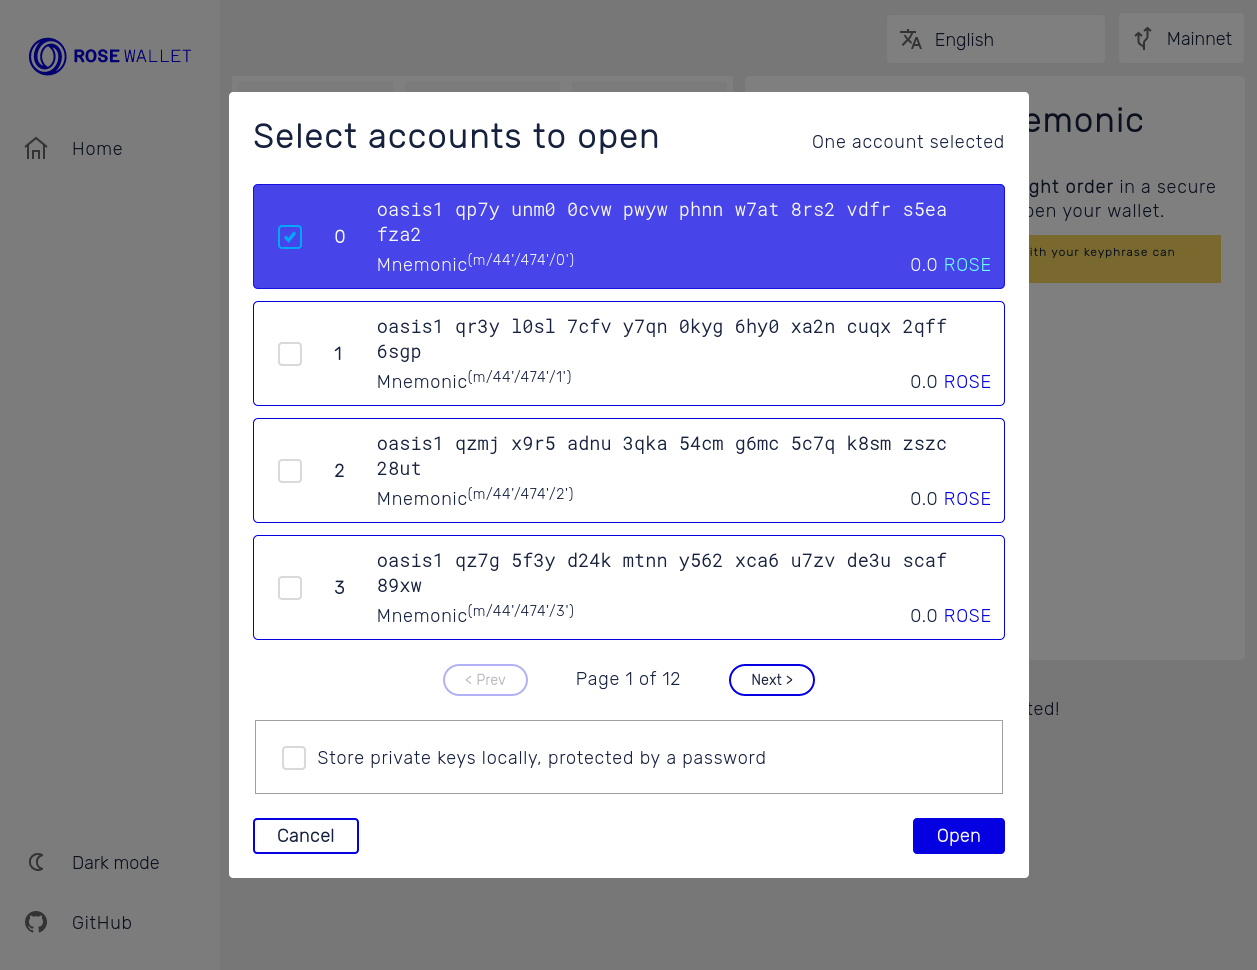 ROSE WALLET
English
Mainnet
Home
Select accounts to open
One account selected
emonic
ght order in a secure
pen your wallet.
ith your keyphrase can
0
oasis1 qp7y unm0 0cvw pwyw phnn w7at 8rs2 vdfr s5ea
fza2
Mnemonic(m/44'/474'/0')
0.0 ROSE
1
oasis1 qr3y l0sl 7cfv y7qn 0kyg 6hy0 xa2n cuqx 2qff
6sgp
Mnemonic(m/44'/474'/1')
0.0 ROSE
2
oasis1 qzmj x9r5 adnu 3qka 54cm g6mc 5c7q k8sm zszc
28ut
Mnemonic(m/44'/474'/2')
0.0 ROSE
3
oasis1 qz7g 5f3y d24k mtnn y562 xca6 u7zv de3u scaf
89xw
Mnemonic(m/44'/474'/3')
0.0 ROSE
< Prev
Page 1 of 12
Next >
ted!
Store private keys locally, protected by a password
Cancel
Open
Dark mode
GitHub